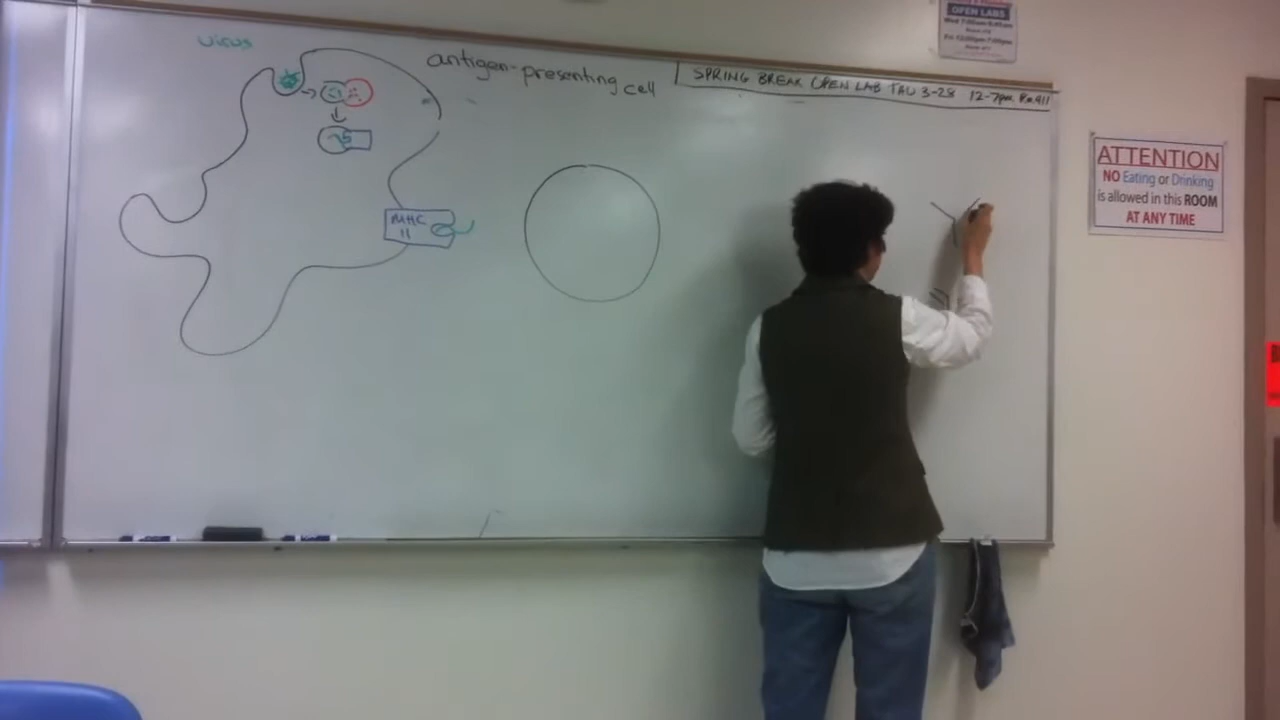 virus
antigen-presenting cell
MHC
II
SPRING BREAK OPEN LAB THU 3-28 12-7pm Rm 411
OPEN LABS
ATTENTION
NO Eating or Drinking
is allowed in this ROOM
AT ANY TIME